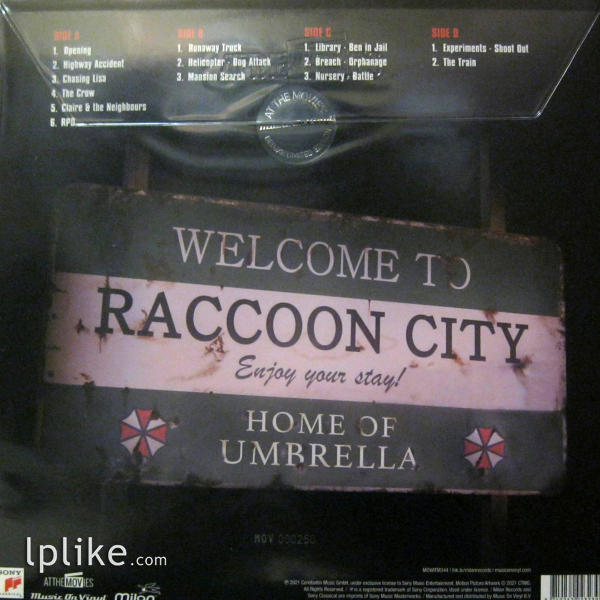 SIDE A
1. Opening
2. Highway Accident
3. Chasing Lisa
4. The Crow
5. Claire & the Neighbours
6. RPD
SIDE B
1. Runaway Truck
2. Helicopter - Dog Attack
3. Mansion Search
SIDE C
1. Library - Ben in Jail
2. Breach - Orphanage
3. Nursery - Battle
SIDE D
1. Experiments - Shoot Out
2. The Train
AT THE MOVIES
WELCOME TO
RACCOON CITY
Enjoy your stay!
HOME OF
UMBRELLA
MOV 000250
lplike.com
SONY
CLASSICAL
AT THE MOVIES
Music On Vinyl
milan